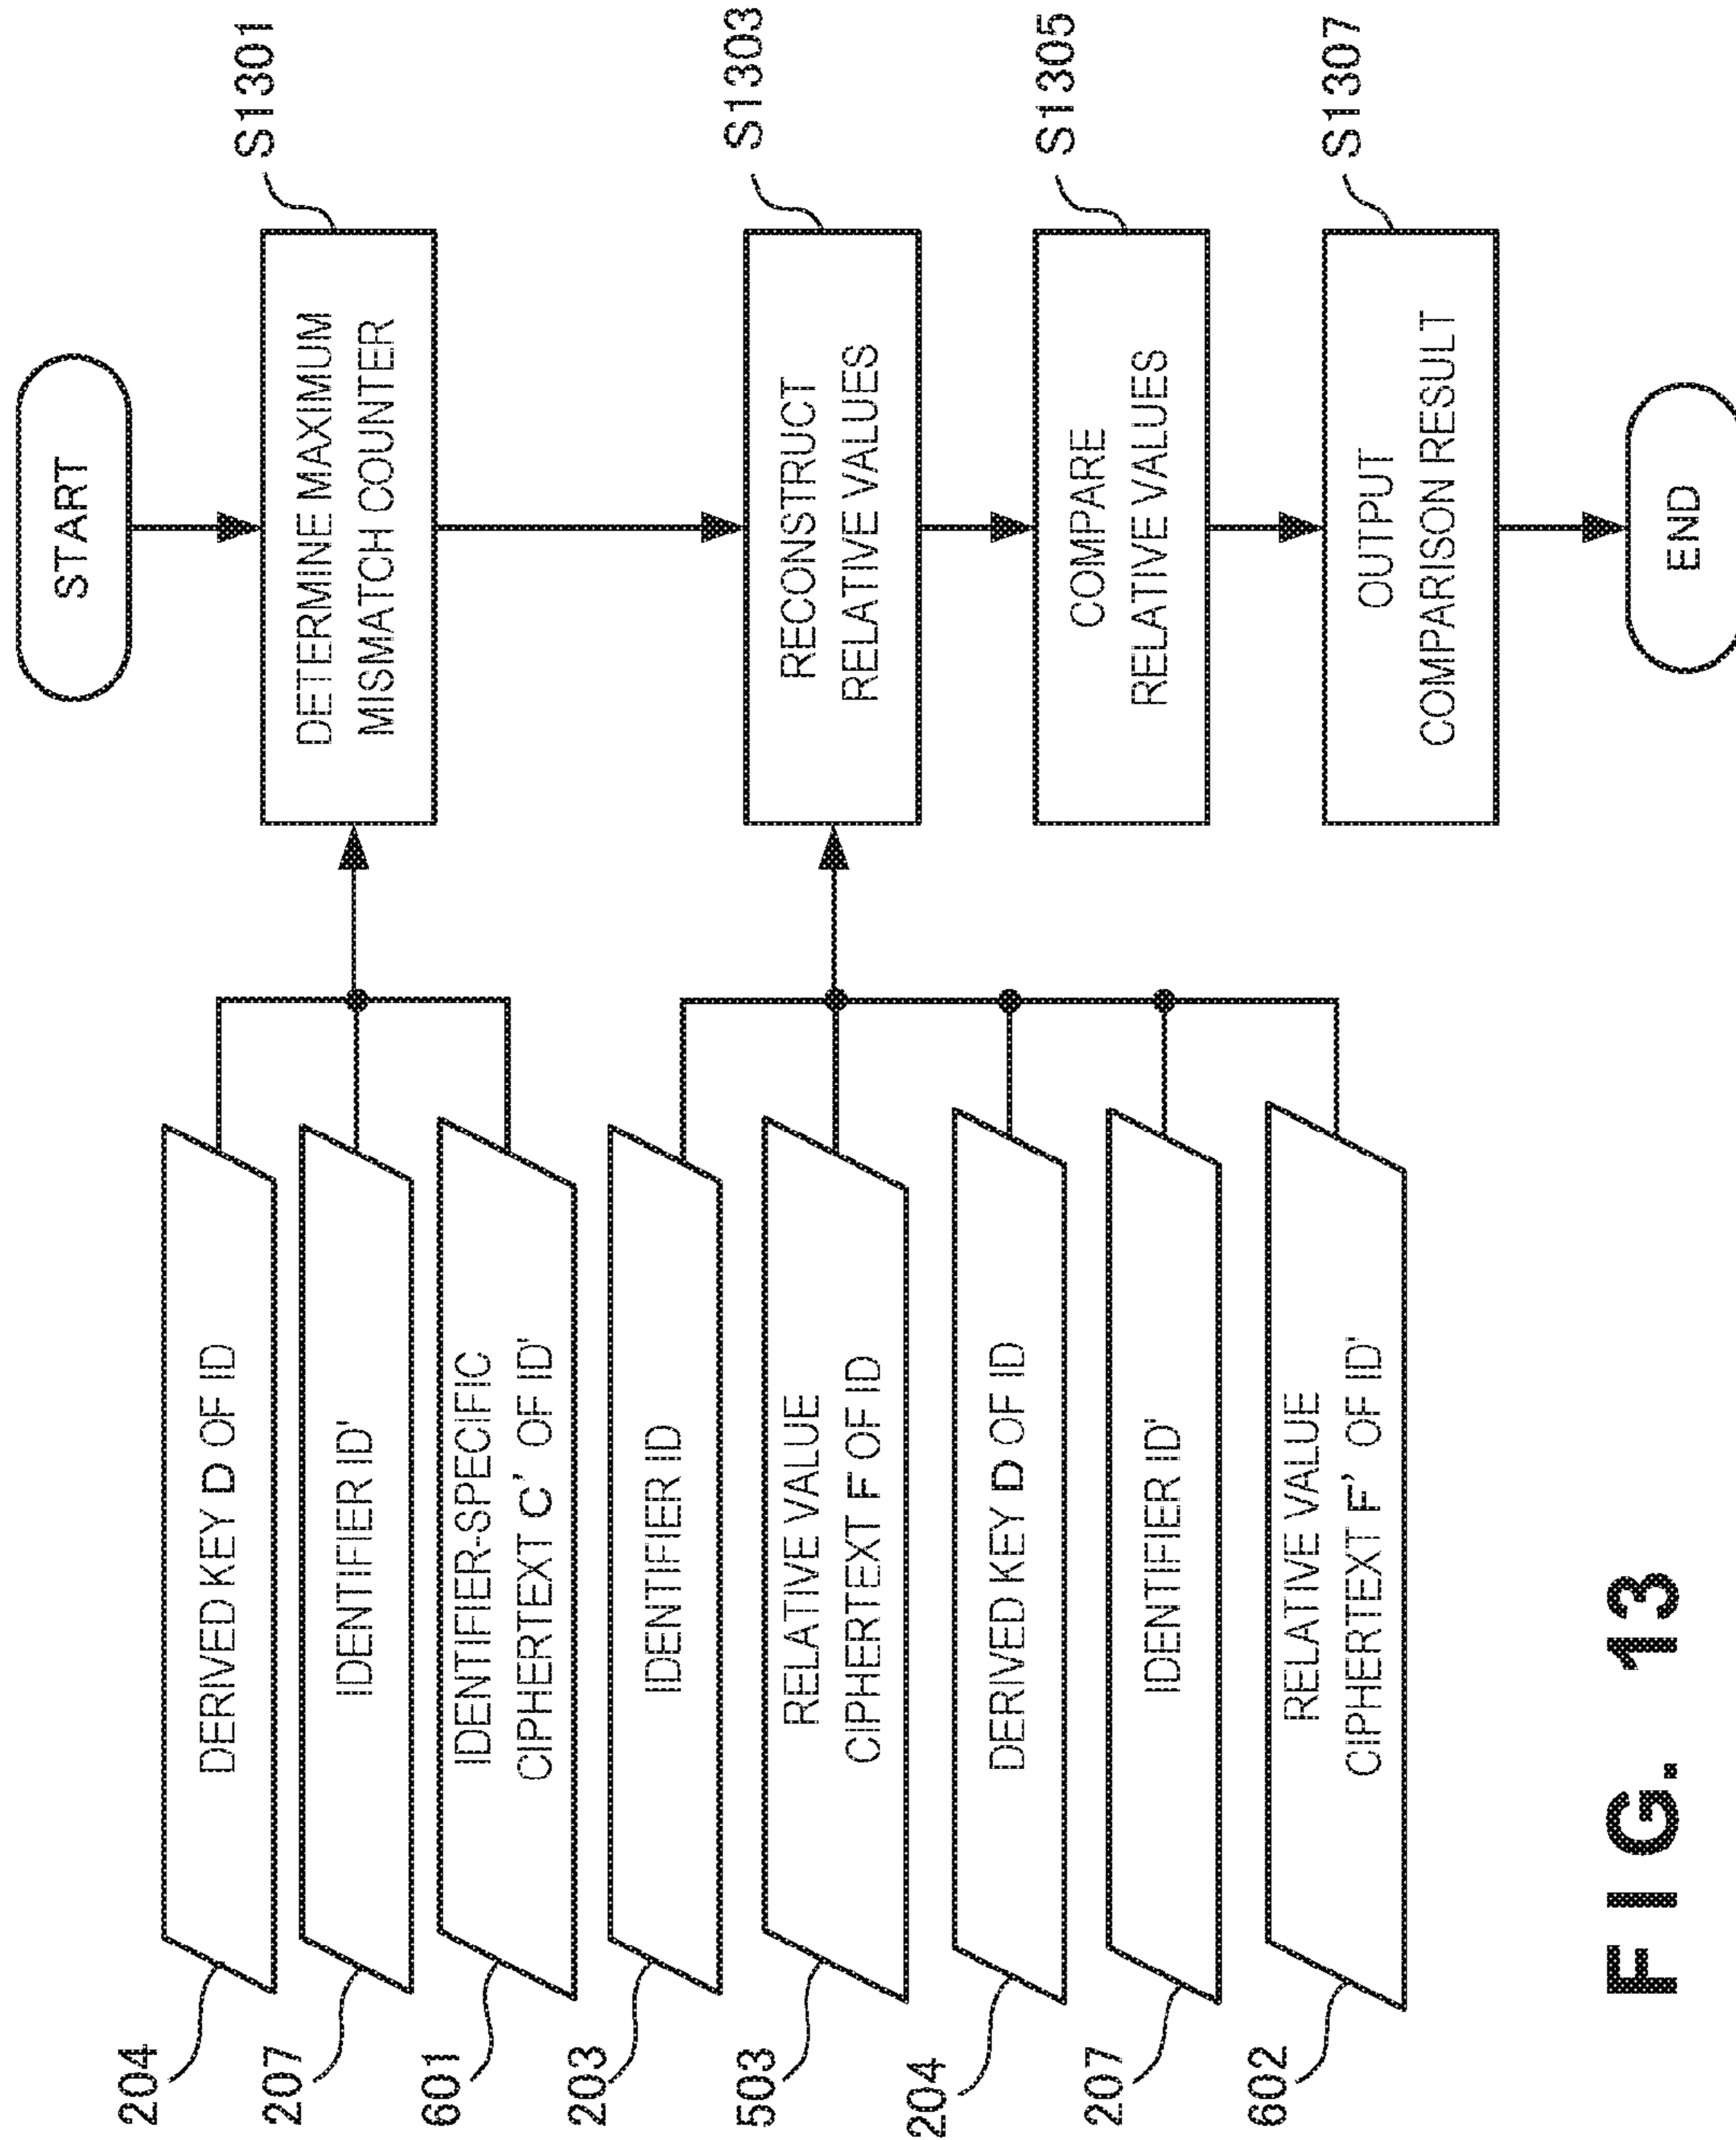 START
204
DERIVED KEY D OF ID
207
IDENTIFIER ID'
601
IDENTIFIER-SPECIFIC
CIPHERTEXT C' OF ID'
DETERMINE MAXIMUM
MISMATCH COUNTER
S1301
203
IDENTIFIER ID
503
RELATIVE VALUE
CIPHERTEXT F OF ID
204
DERIVED KEY D OF ID
207
IDENTIFIER ID'
602
RELATIVE VALUE
CIPHERTEXT F' OF ID'
RECONSTRUCT
RELATIVE VALUES
S1303
COMPARE
RELATIVE VALUES
S1305
OUTPUT
COMPARISON RESULT
S1307
END
FIG. 13